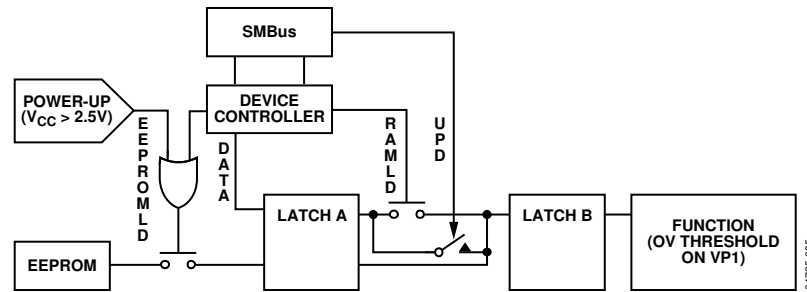 SMBus
POWER-UP
(VCC > 2.5V)
DEVICE
CONTROLLER
EEPROMLD
DATA
RAMLD
UPD
LATCH A
LATCH B
FUNCTION
(OV THRESHOLD
ON VP1)
EEPROM